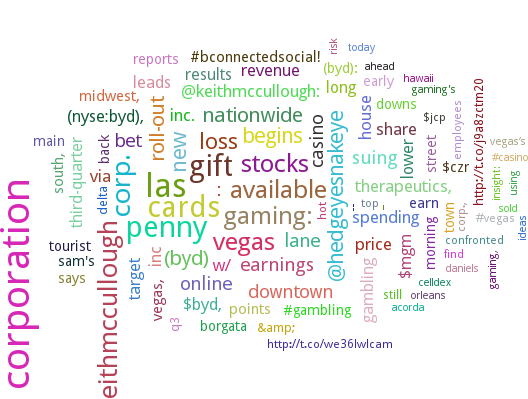 risk
today
reports
#bconnectedsocial!
ahead
leads
results
revenue
(byd):
early
hawaii
midwest,
@keithmccullough:
long
gaming's
http://t.co/j9a8zctm20
roll-out
(nyse:byd),
inc.
nationwide
house
downs
$jcp
employees
main
back
bet
new
loss
begins
casino
share
street
vegas's
third-quarter
suing
lower
#casino
south,
via
corp.
gift
stocks
$czr
insight:
using
delta
las
:
available
therapeutics,
corporation
cards
gaming:
hot
--
top
|
earn
town
corp.,
sold
penny
@hedgeyesnakeye
spending
#vegas
ideas
tourist
vegas
lane
price
morning
confronted
sam's
inc
(byd)
w/
earnings
$mgm
find
says
target
daniels
gaming,
eithmccullough
vegas,
online
gambling
celldex
$byd,
downtown
still
orleans
q3
points
#gambling
acorda
borgata
&amp;
http://t.co/we36lwlcam